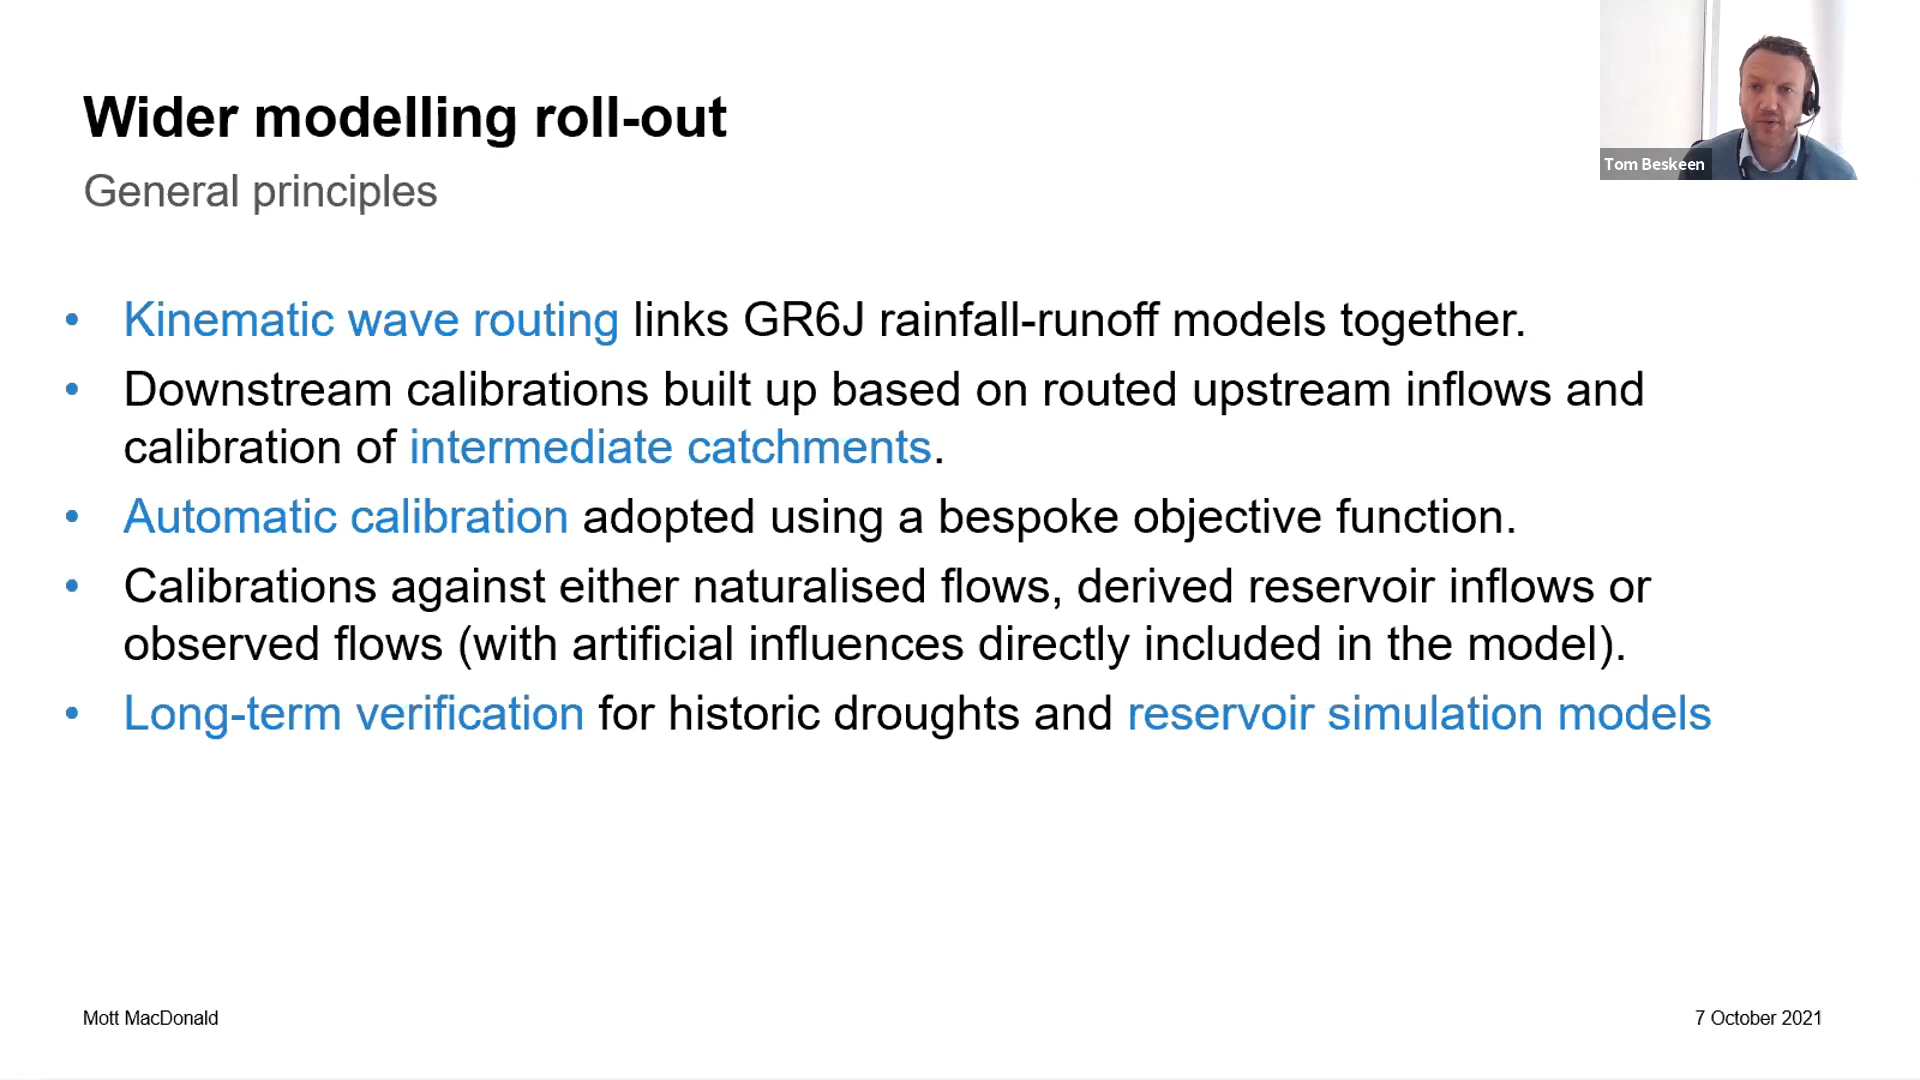 Wider modelling roll-out
General principles
Tom Beskeen
• Kinematic wave routing links GR6J rainfall-runoff models together.
• Downstream calibrations built up based on routed upstream inflows and
calibration of intermediate catchments.
• Automatic calibration adopted using a bespoke objective function.
• Calibrations against either naturalised flows, derived reservoir inflows or
observed flows (with artificial influences directly included in the model).
• Long-term verification for historic droughts and reservoir simulation models
Mott MacDonald
7 October 2021